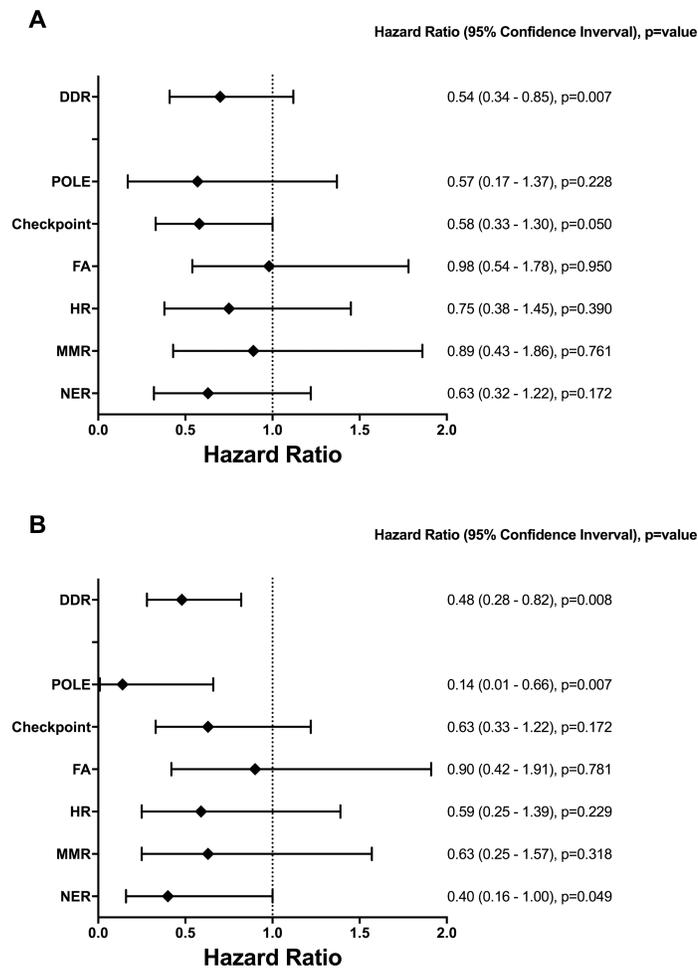 A
Hazard Ratio (95% Confidence Inverval), p=value
DDR 0.54 (0.34 - 0.85), p=0.007
POLE 0.57 (0.17 - 1.37), p=0.228
Checkpoint 0.58 (0.33 - 1.30), p=0.050
FA 0.98 (0.54 - 1.78), p=0.950
HR 0.75 (0.38 - 1.45), p=0.390
MMR 0.89 (0.43 - 1.86), p=0.761
NER 0.63 (0.32 - 1.22), p=0.172
0.0 0.5 1.0 1.5 2.0
Hazard Ratio
B
Hazard Ratio (95% Confidence Inverval), p=value
DDR 0.48 (0.28 - 0.82), p=0.008
POLE 0.14 (0.01 - 0.66), p=0.007
Checkpoint 0.63 (0.33 - 1.22), p=0.172
FA 0.90 (0.42 - 1.91), p=0.781
HR 0.59 (0.25 - 1.39), p=0.229
MMR 0.63 (0.25 - 1.57), p=0.318
NER 0.40 (0.16 - 1.00), p=0.049
0.0 0.5 1.0 1.5 2.0
Hazard Ratio